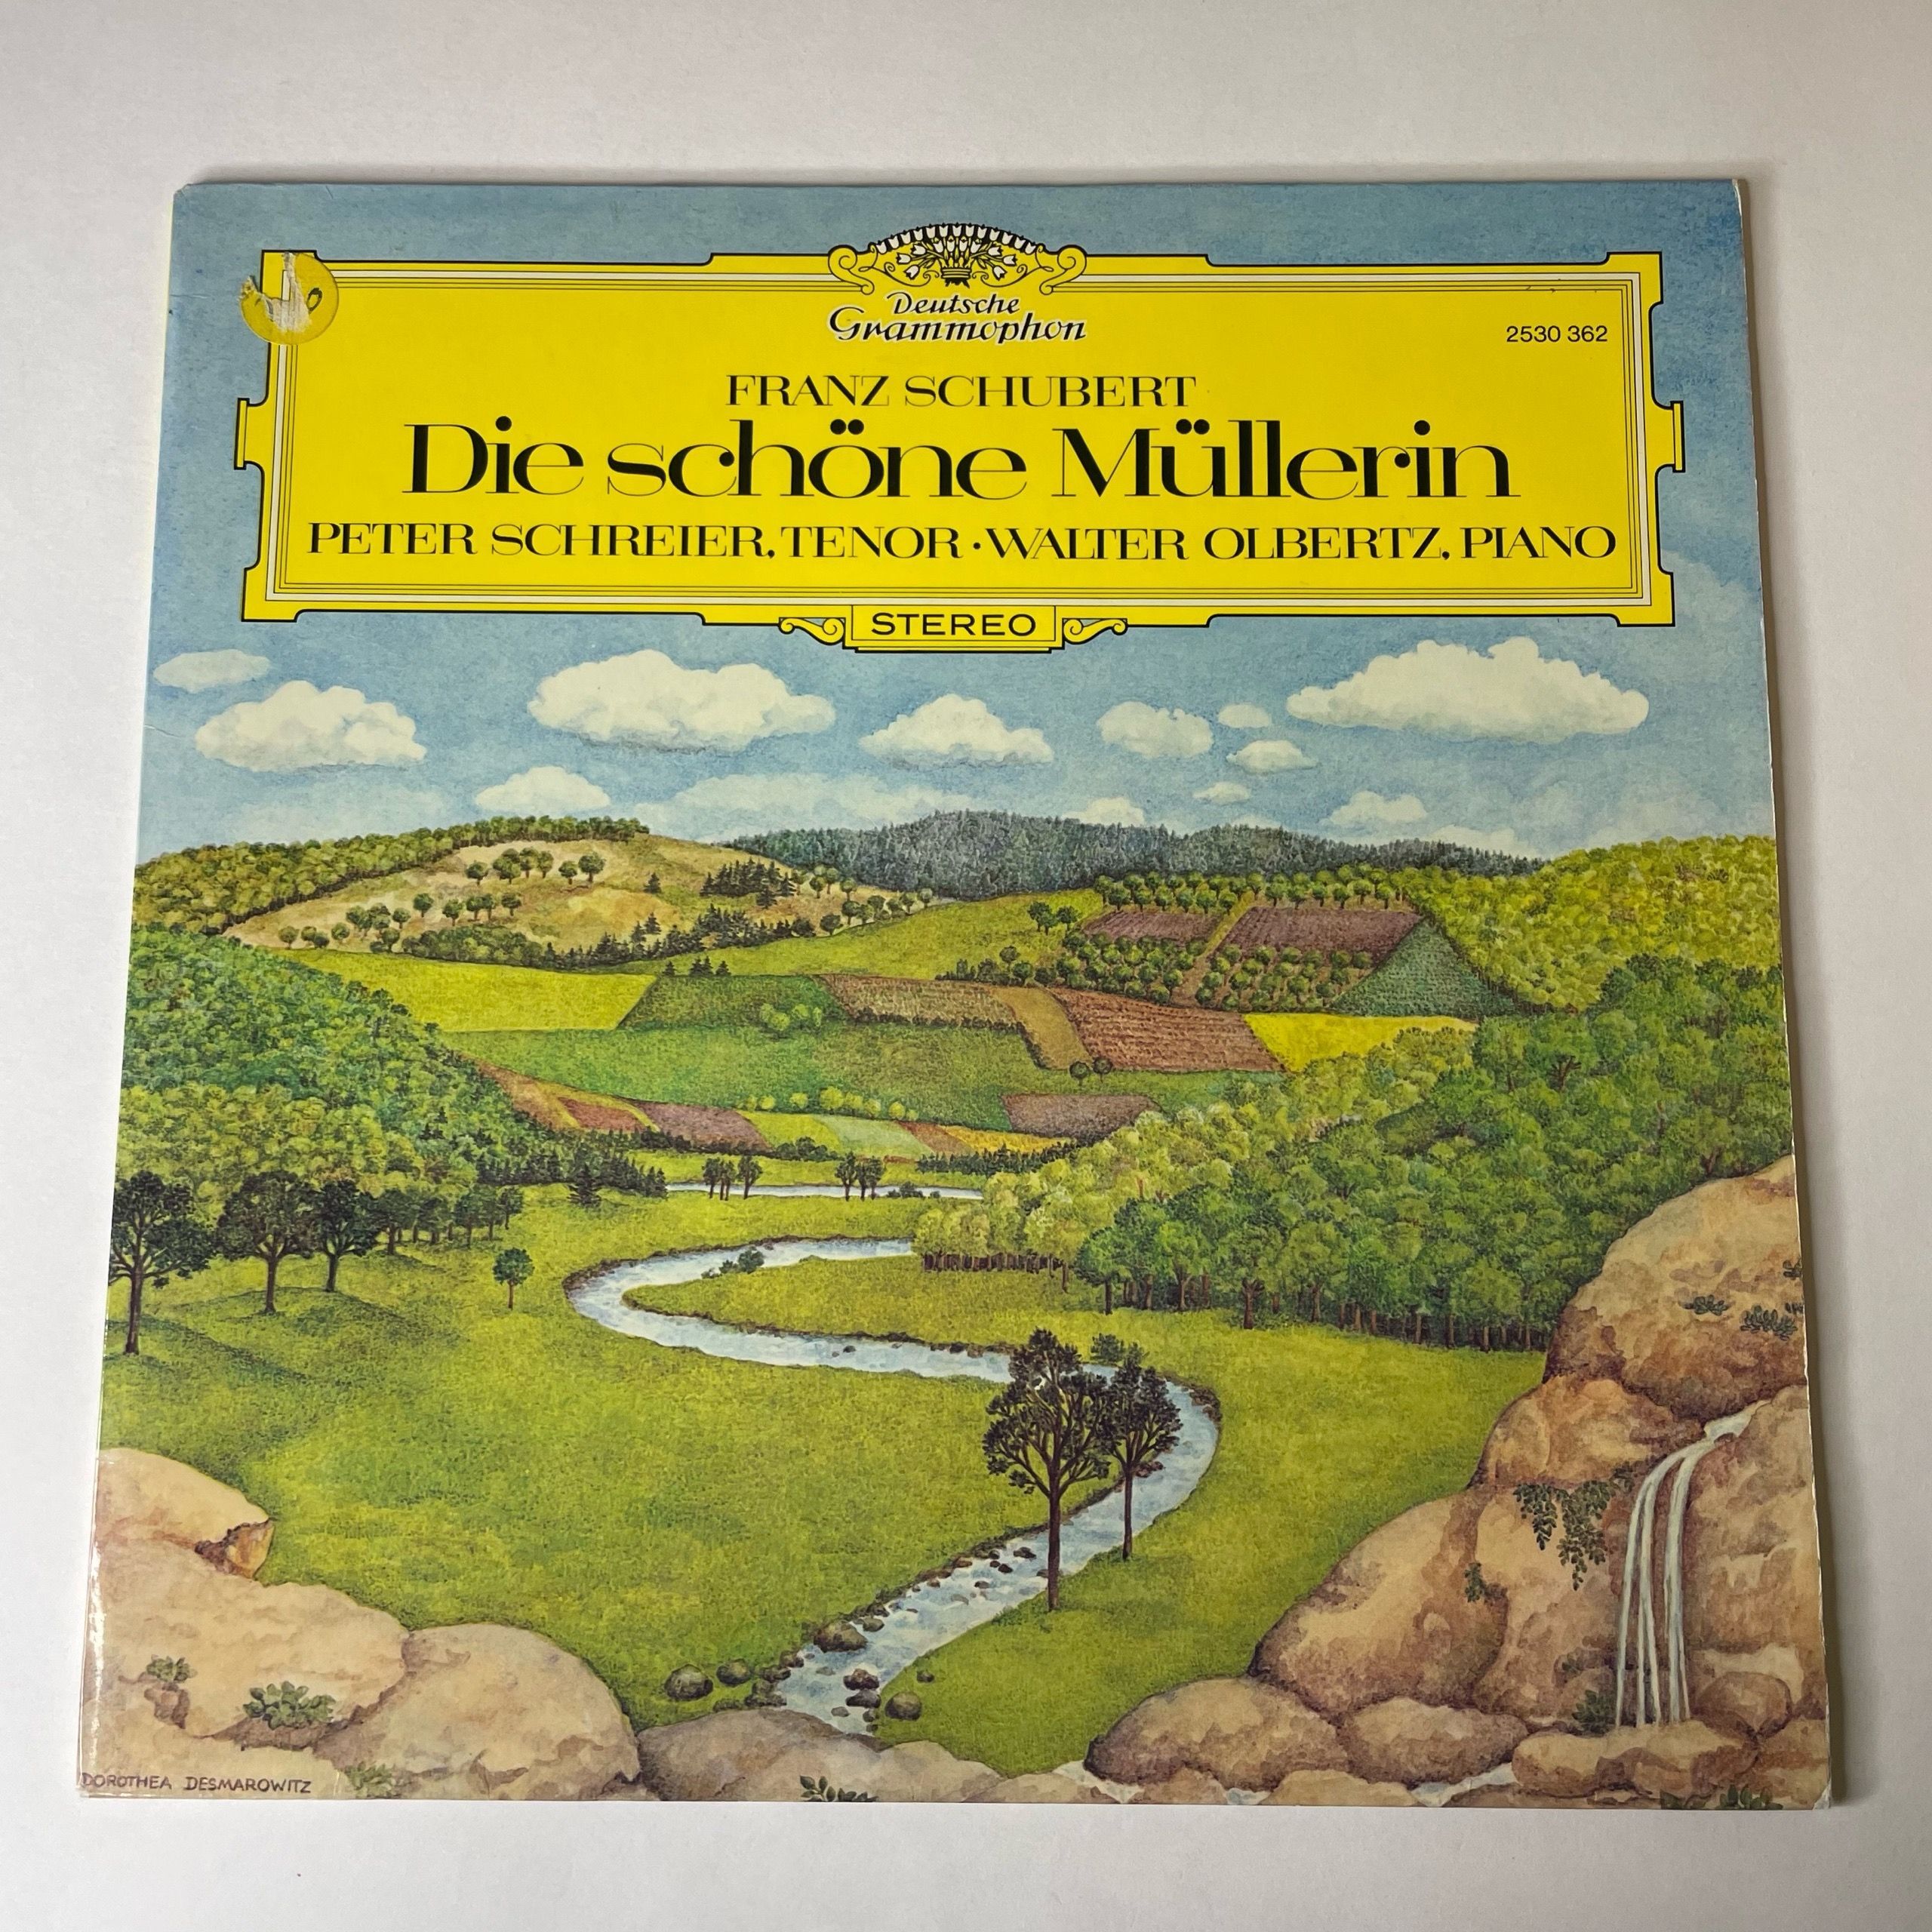 Deutsche
Grammophon
2530 362
FRANZ SCHUBERT
Die schöne Müllerin
PETER SCHREIER, TENOR · WALTER OLBERTZ, PIANO
STEREO
DOROTHEA DESMAROWITZ